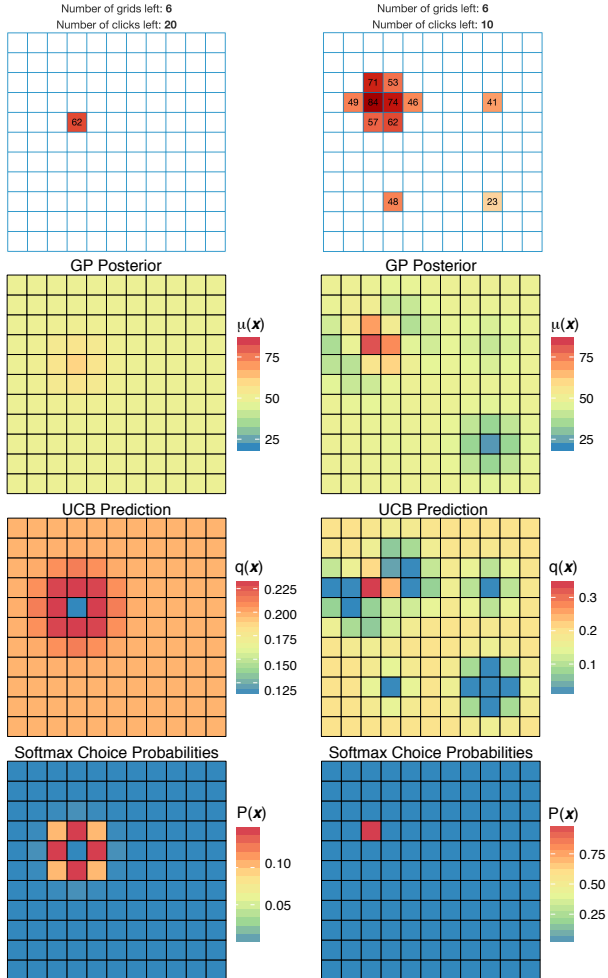 Number of grids left: 6
Number of clicks left: 20
62
GP Posterior
μ(x)
75
50
25
UCB Prediction
q(x)
0.225
0.200
0.175
0.150
0.125
Softmax Choice Probabilities
P(x)
0.10
0.05
Number of grids left: 6
Number of clicks left: 10
71 53
49 84 74 46 41
57 62
48 23
GP Posterior
μ(x)
75
50
25
UCB Prediction
q(x)
0.3
0.2
0.1
Softmax Choice Probabilities
P(x)
0.75
0.50
0.25